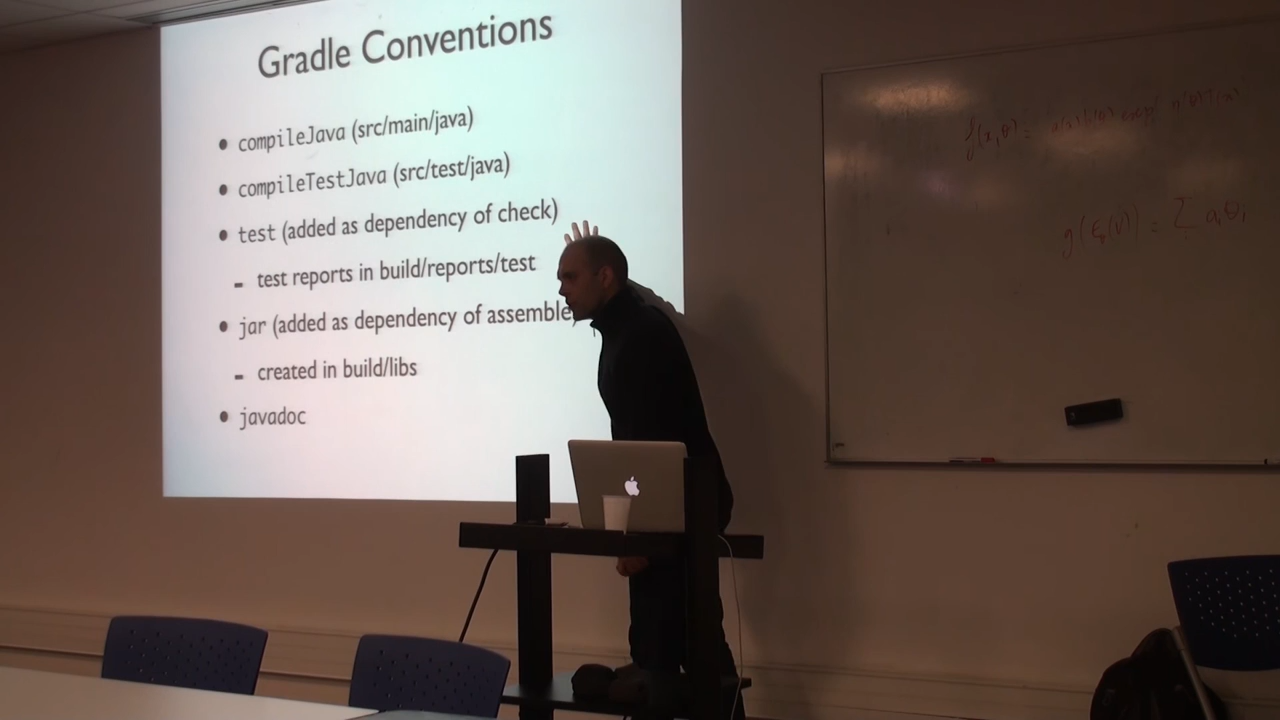 Gradle Conventions
• compileJava (src/main/java)
• compileTestJava (src/test/java)
• test (added as dependency of check)
– test reports in build/reports/test
• jar (added as dependency of assemble)
– created in build/libs
• javadoc
f(x,θ) =
g(ξ(v)) = Σ aᵢθᵢ